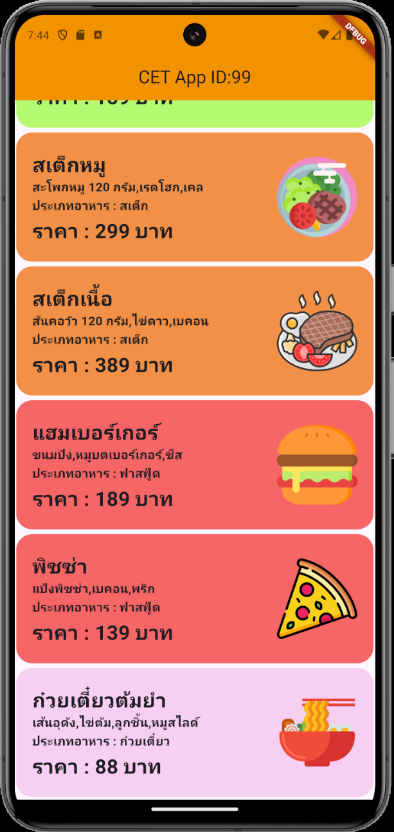 7:44
DEBUG
CET App ID:99
สเต็กหมู
สะโพกหมู 120 กรัม,เรดโฮก,เคล
ประเภทอาหาร : สเต็ก
ราคา : 299 บาท
สเต็กเนื้อ
สันคอวัว 120 กรัม,ไข่ดาว,เบคอน
ประเภทอาหาร : สเต็ก
ราคา : 389 บาท
แฮมเบอร์เกอร์
ขนมปัง,หมูบดเบอร์เกอร์,ชีส
ประเภทอาหาร : ฟาสฟู้ด
ราคา : 189 บาท
พิซซ่า
แป้งพิซซ่า,เบคอน,พริก
ประเภทอาหาร : ฟาสฟู้ด
ราคา : 139 บาท
ก๋วยเตี๋ยวต้มยำ
เส้นอุด้ง,ไข่ต้ม,ลูกชิ้น,หมูสไลด์
ประเภทอาหาร : ก๋วยเตี๋ยว
ราคา : 88 บาท